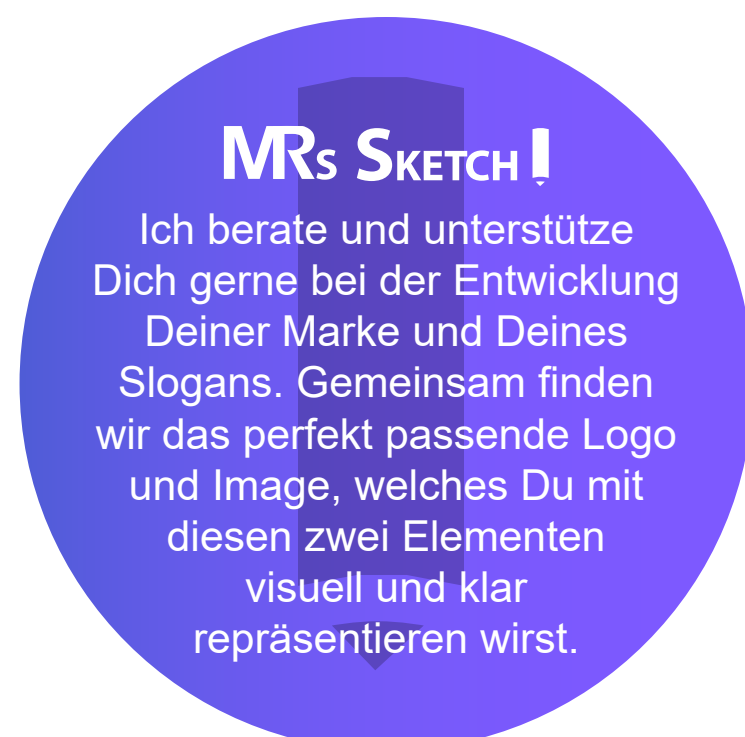 MRs SKETCH
Ich berate und unterstütze
Dich gerne bei der Entwicklung
Deiner Marke und Deines
Slogans. Gemeinsam finden
wir das perfekt passende Logo
und Image, welches Du mit
diesen zwei Elementen
visuell und klar
repräsentieren wirst.